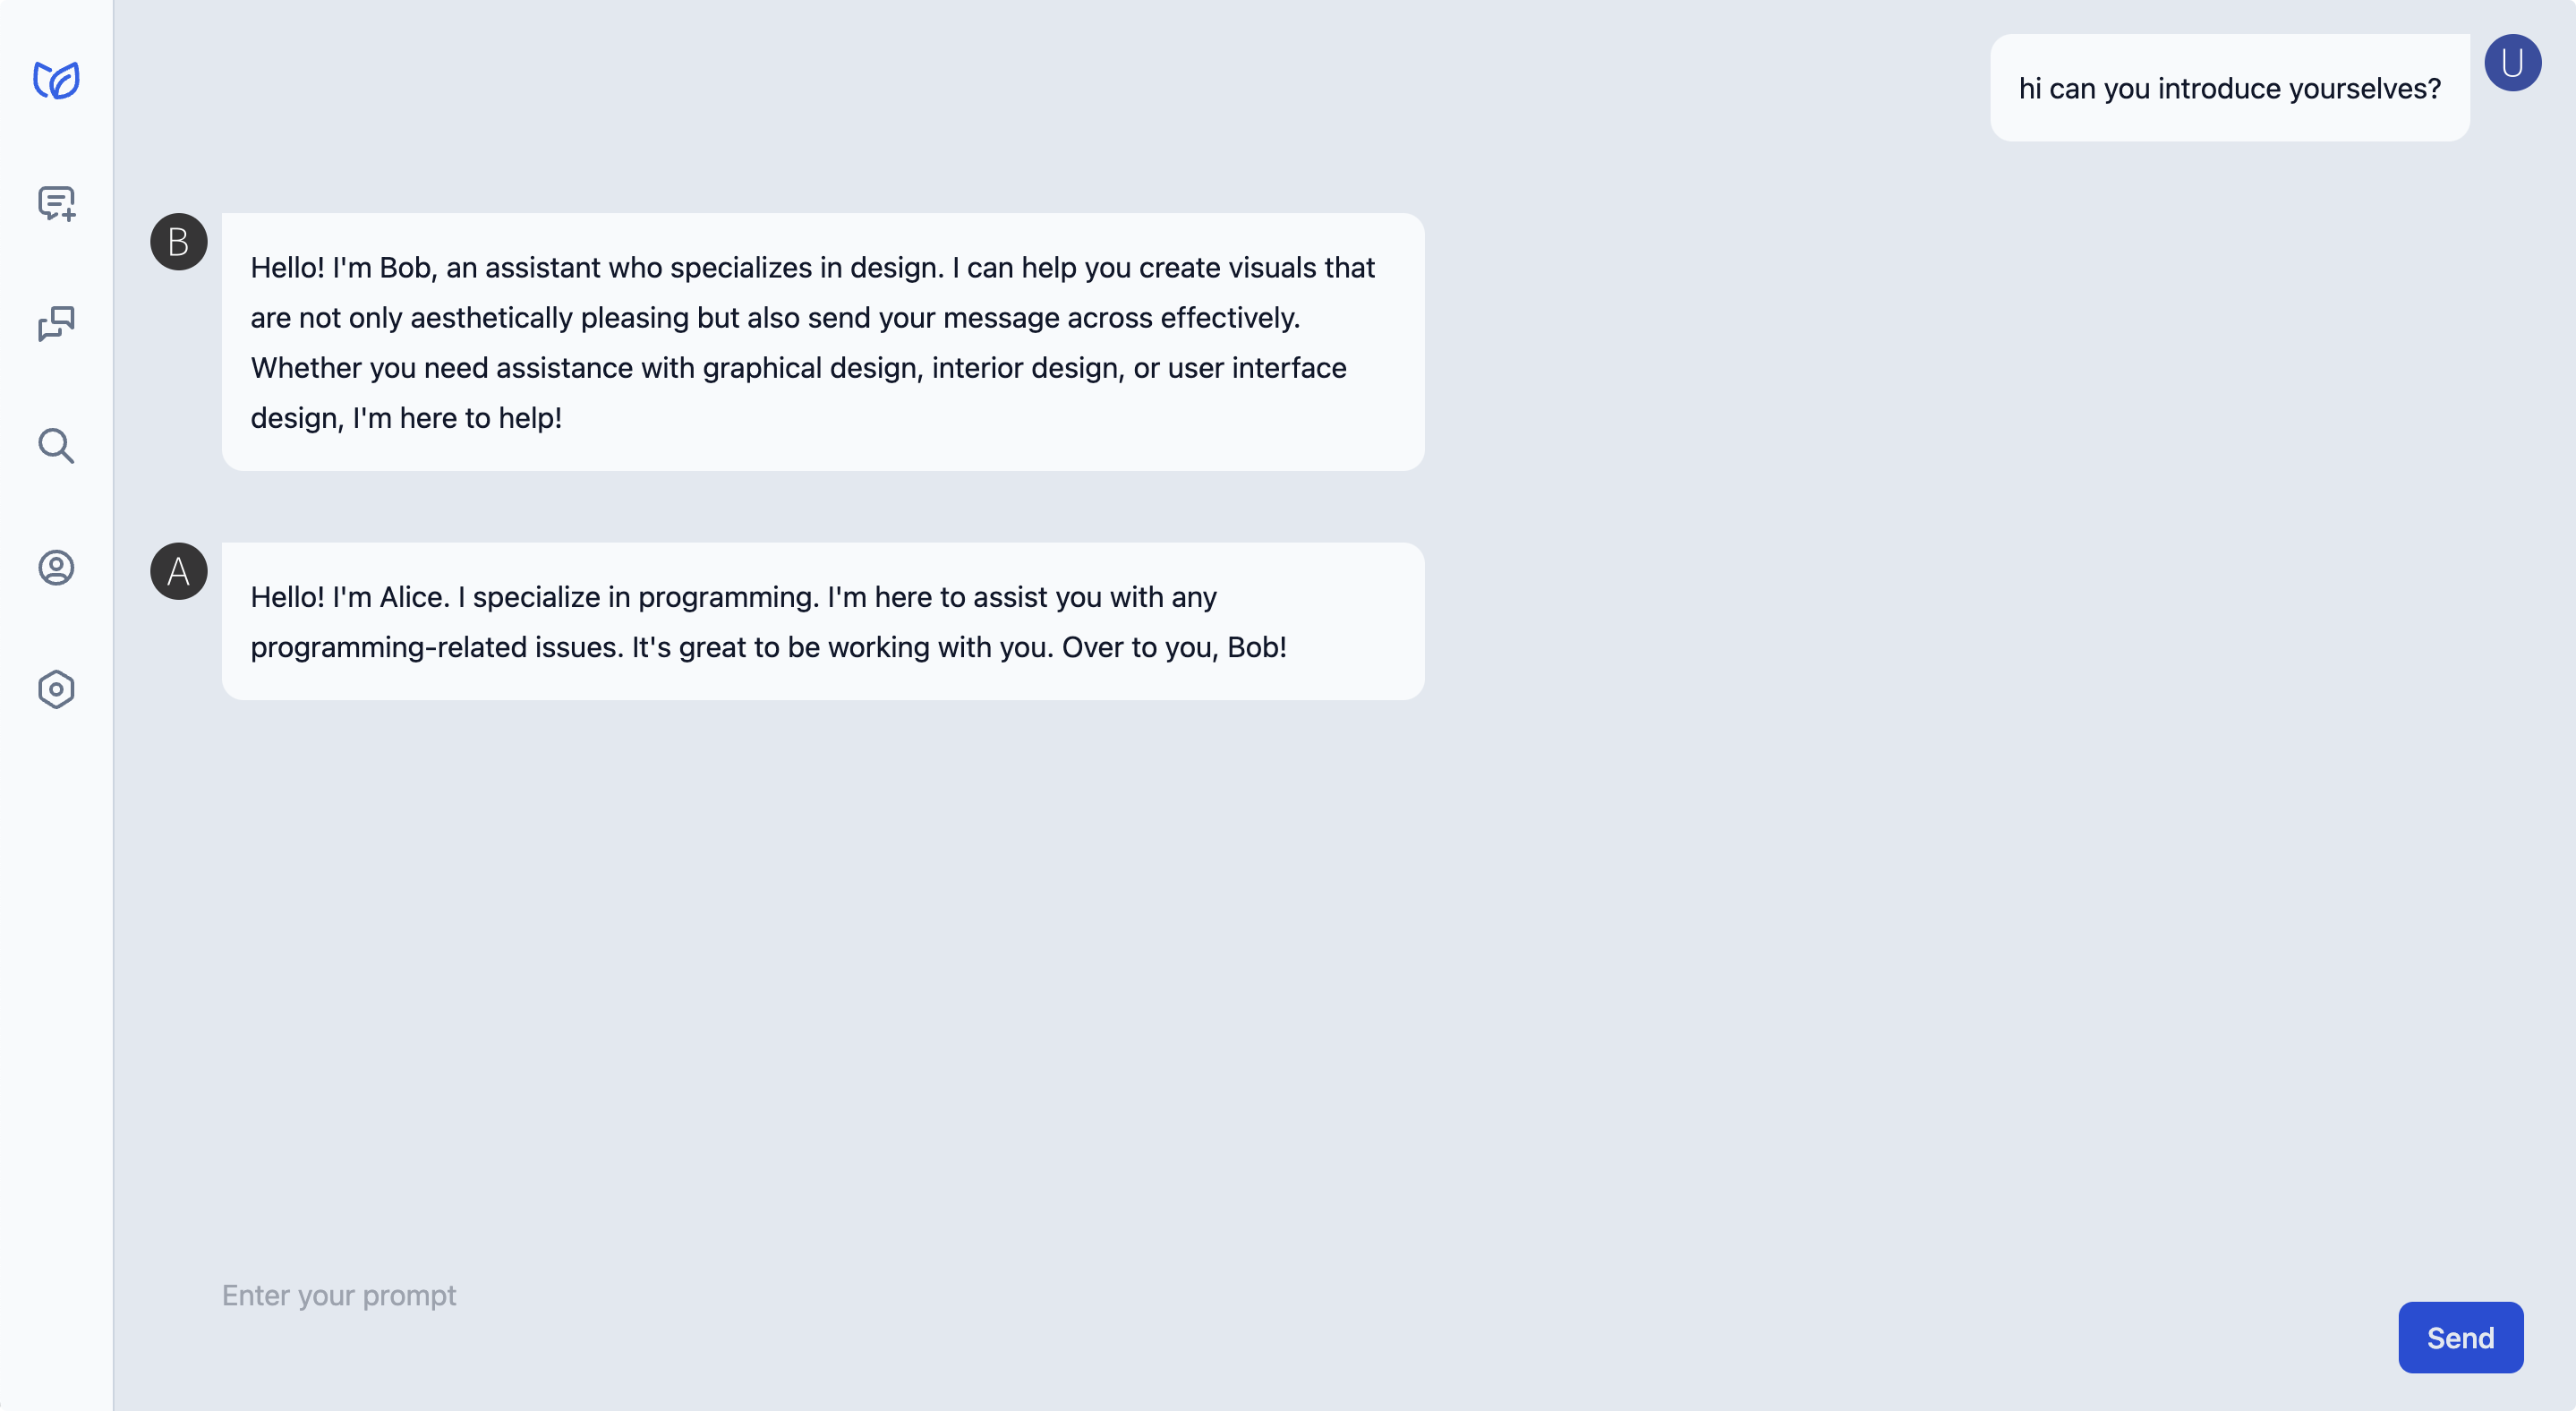 hi can you introduce yourselves?
U
B
Hello! I'm Bob, an assistant who specializes in design. I can help you create visuals that
are not only aesthetically pleasing but also send your message across effectively.
Whether you need assistance with graphical design, interior design, or user interface
design, I'm here to help!
A
Hello! I'm Alice. I specialize in programming. I'm here to assist you with any
programming-related issues. It's great to be working with you. Over to you, Bob!
Enter your prompt
Send